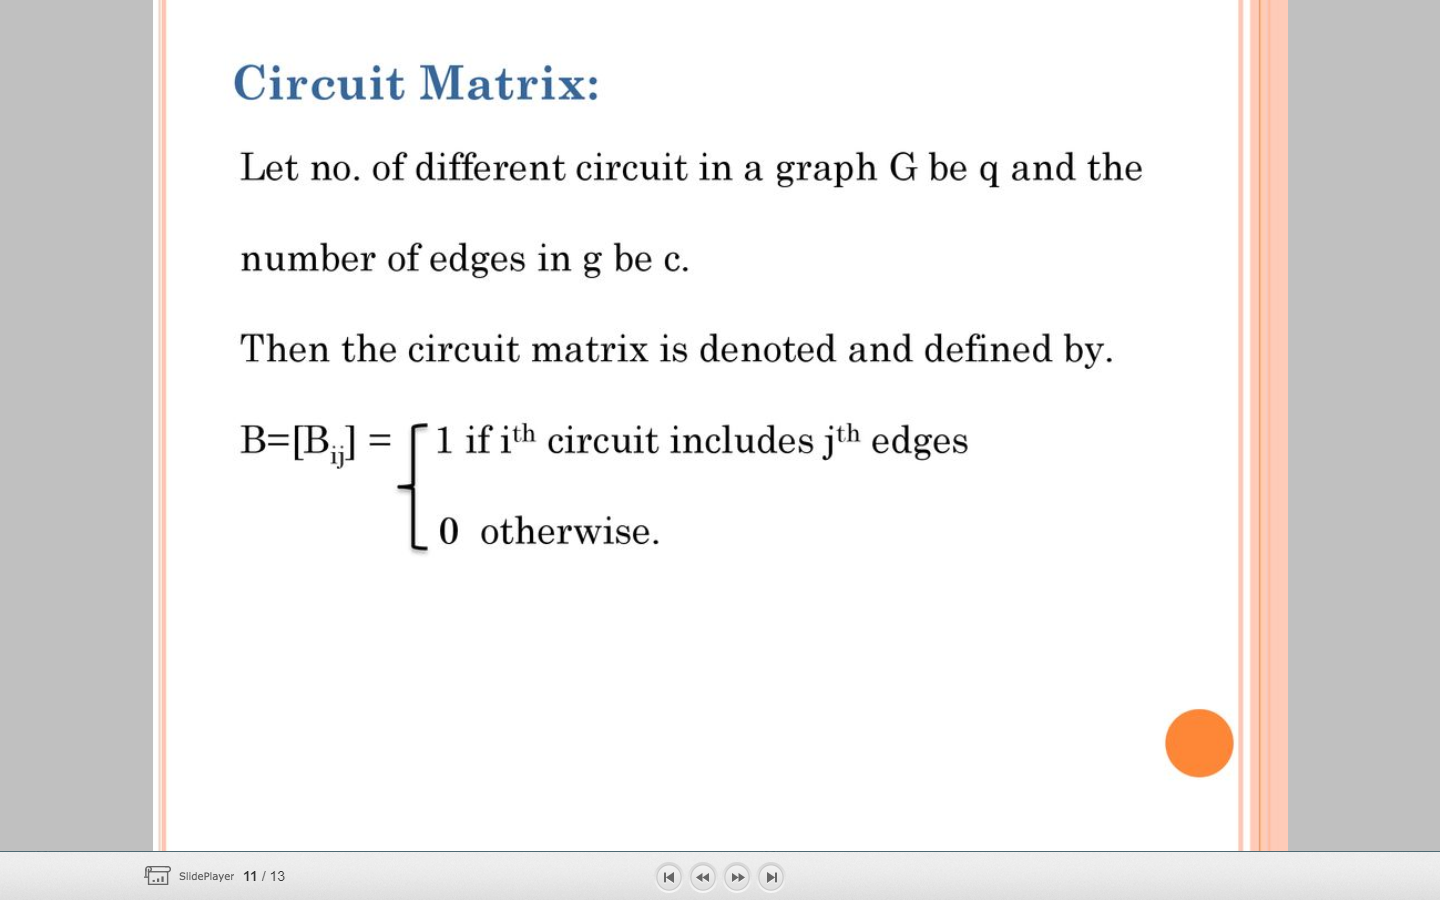 Circuit Matrix:
Let no. of different circuit in a graph G be q and the
number of edges in g be c.
Then the circuit matrix is denoted and defined by.
B=[Bij] = 1 if ith circuit includes jth edges
0 otherwise.
SlidePlayer 11 / 13